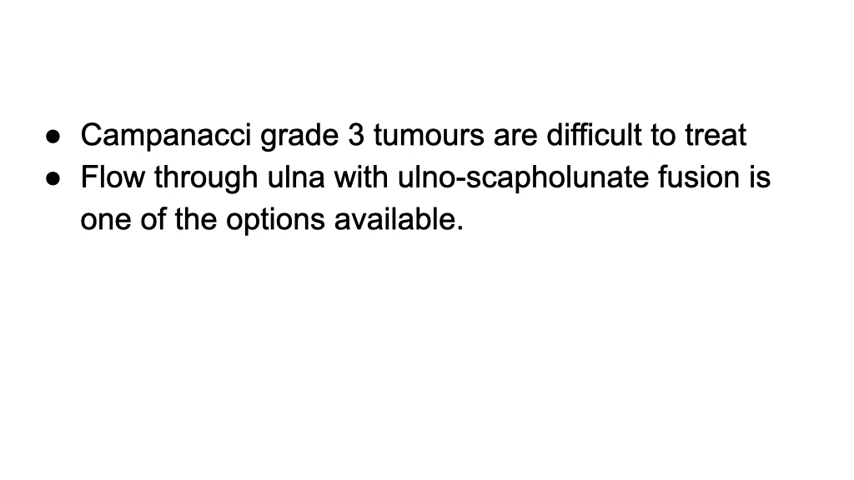 ● Campanacci grade 3 tumours are difficult to treat
● Flow through ulna with ulno-scapholunate fusion is
one of the options available.